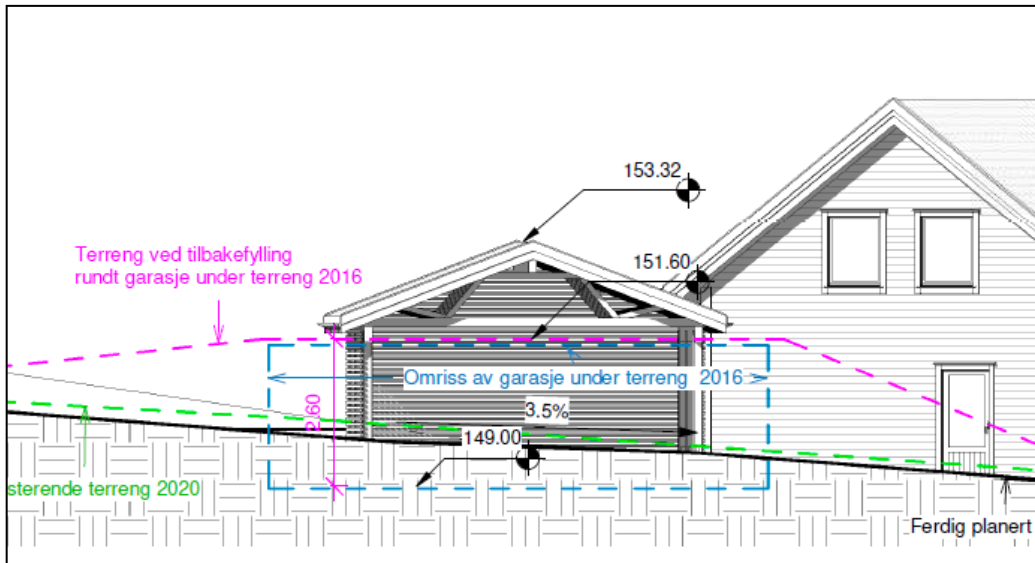 153.32
Terreng ved tilbakefylling
rundt garasje under terreng 2016
151.60
Omriss av garasje under terreng 2016
3.5%
2.60
149.00
sterende terreng 2020
Ferdig planert